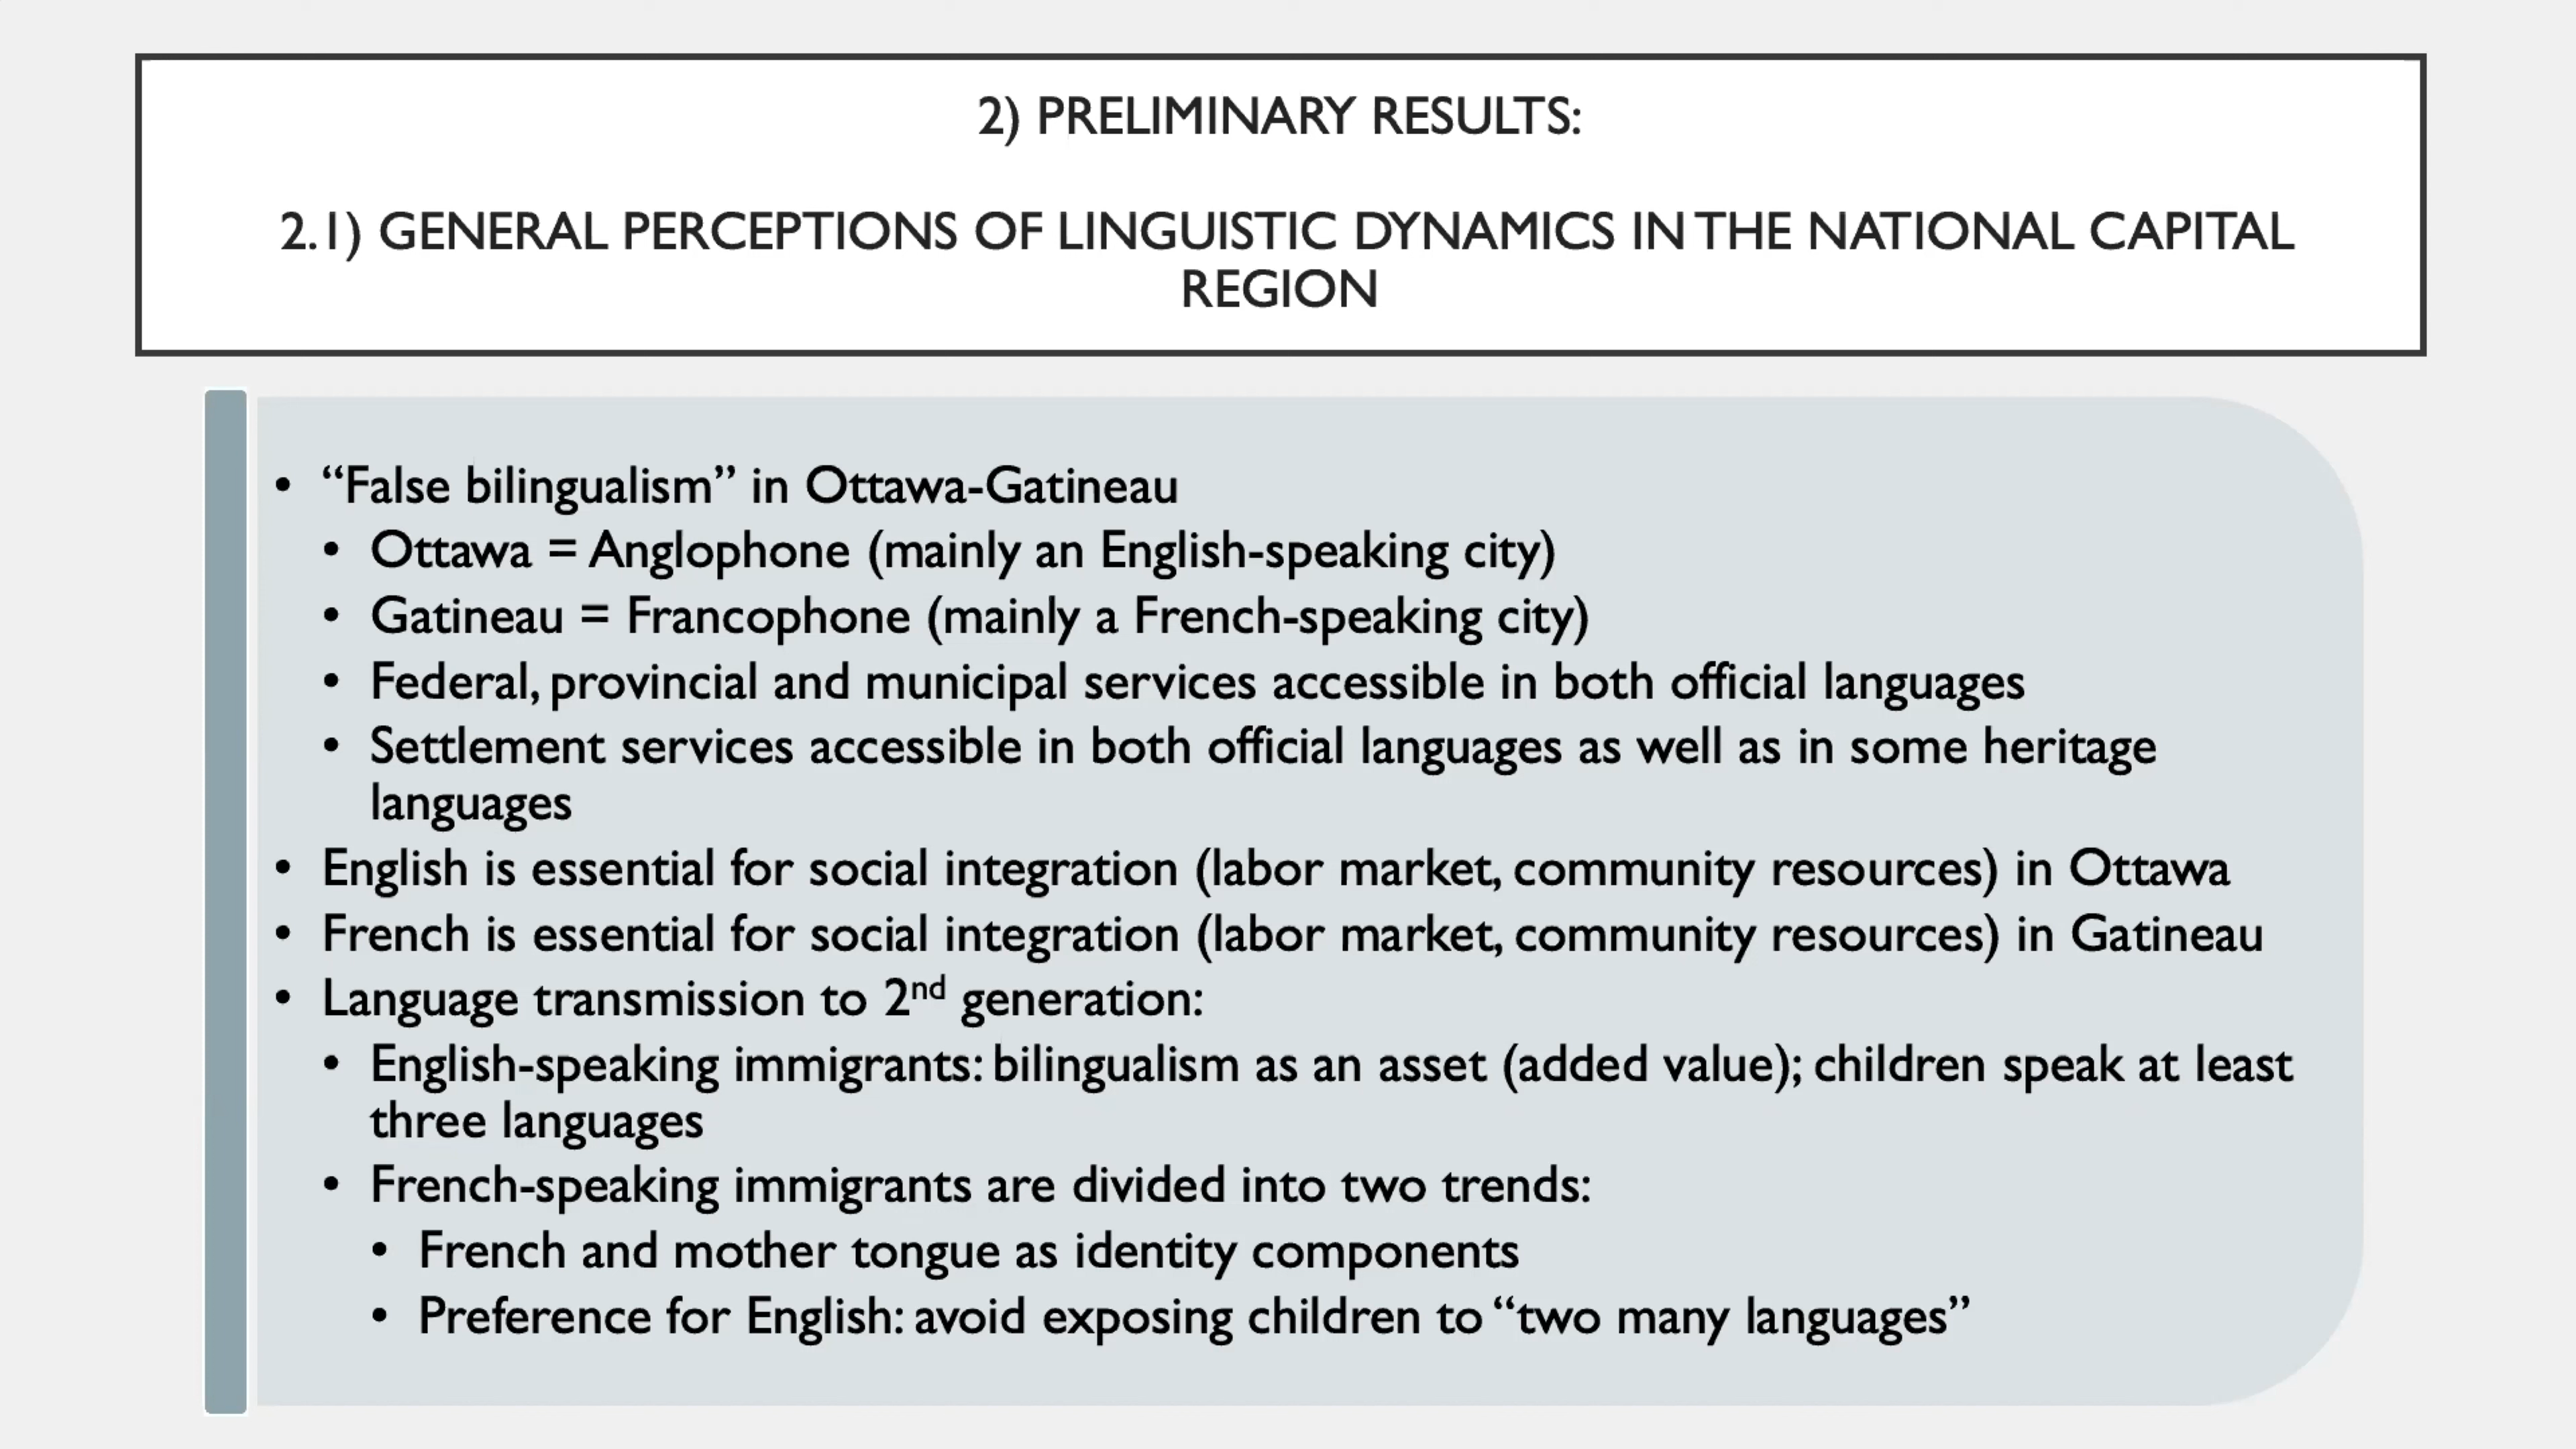 2) PRELIMINARY RESULTS:
2.1) GENERAL PERCEPTIONS OF LINGUISTIC DYNAMICS IN THE NATIONAL CAPITAL
REGION
• “False bilingualism” in Ottawa-Gatineau
• Ottawa = Anglophone (mainly an English-speaking city)
• Gatineau = Francophone (mainly a French-speaking city)
• Federal, provincial and municipal services accessible in both official languages
• Settlement services accessible in both official languages as well as in some heritage
languages
• English is essential for social integration (labor market, community resources) in Ottawa
• French is essential for social integration (labor market, community resources) in Gatineau
• Language transmission to 2nd generation:
• English-speaking immigrants: bilingualism as an asset (added value); children speak at least
three languages
• French-speaking immigrants are divided into two trends:
• French and mother tongue as identity components
• Preference for English: avoid exposing children to “two many languages”